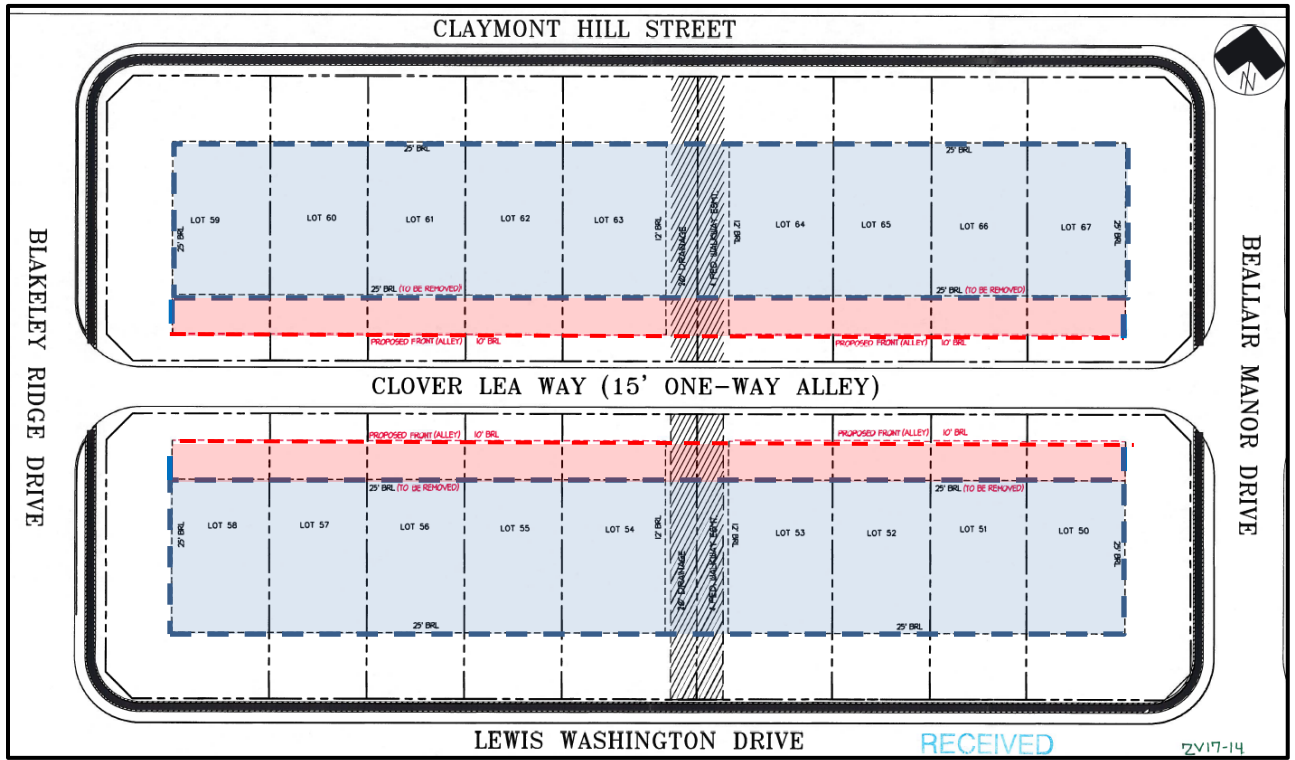 CLAYMONT HILL STREET
N
25' BRL
25' BRL
LOT 59
LOT 60
LOT 61
LOT 62
LOT 63
LOT 64
LOT 65
LOT 66
LOT 67
25' BRL
12' BRL
DRAINAGE
PED. WALKWAY ESMT.
12' BRL
25' BRL
25' BRL (TO BE REMOVED)
25' BRL (TO BE REMOVED)
PROPOSED FRONT (ALLEY) 10' BRL
PROPOSED FRONT (ALLEY) 10' BRL
BLAKELEY RIDGE DRIVE
CLOVER LEA WAY (15' ONE-WAY ALLEY)
BEALLAIR MANOR DRIVE
PROPOSED FRONT (ALLEY) 10' BRL
PROPOSED FRONT (ALLEY) 10' BRL
25' BRL (TO BE REMOVED)
25' BRL (TO BE REMOVED)
LOT 58
LOT 57
LOT 56
LOT 55
LOT 54
LOT 53
LOT 52
LOT 51
LOT 50
25' BRL
12' BRL
DRAINAGE
PED. WALKWAY ESMT.
12' BRL
25' BRL
25' BRL
25' BRL
LEWIS WASHINGTON DRIVE
RECEIVED
ZV17-14